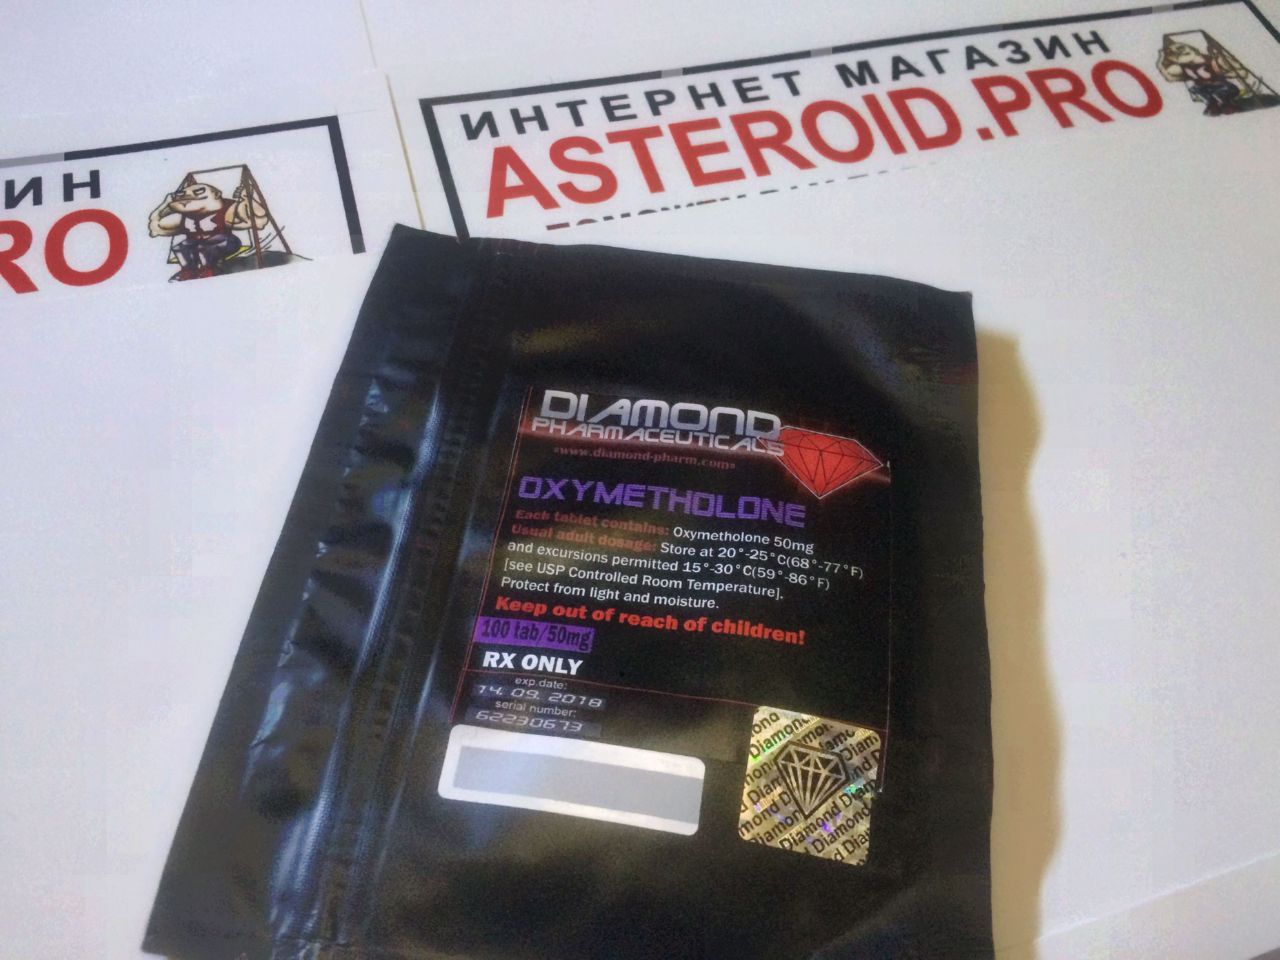 ИНТЕРНЕТ МАГАЗИН
ASTEROID.PRO
ИН
RO
DIAMOND
PHARMACEUTICALS
www.diamond-pharm.com
OXYMETHOLONE
Each tablet contains: Oxymetholone 50mg
Usual adult dosage: Store at 20°-25°C(68°-77°F)
and excursions permitted 15°-30°C(59°-86°F)
[see USP Controlled Room Temperature].
Protect from light and moisture.
Keep out of reach of children!
100 tab/50mg
RX ONLY
exp.date:
14. 09. 2018
serial number:
62230673
Diamond
Diamond
Diamond
Diamond